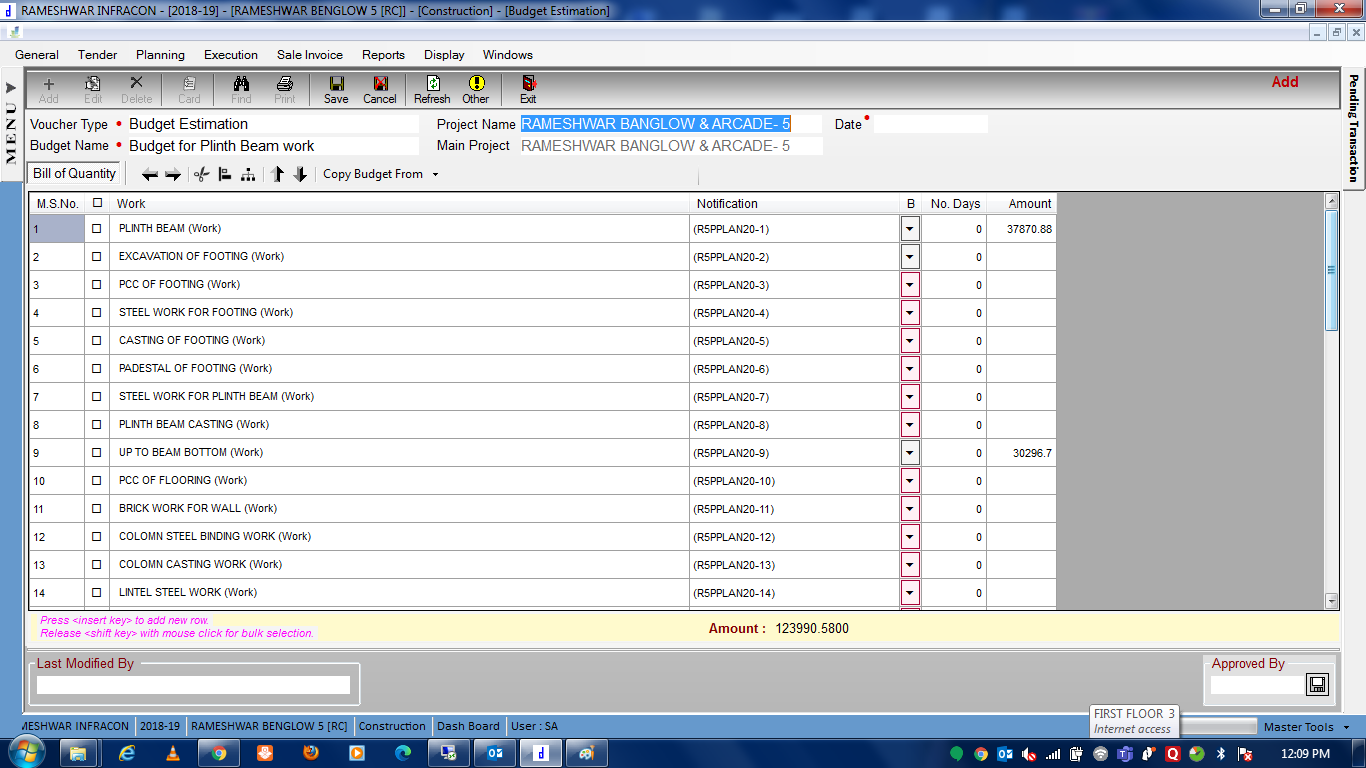 RAMESHWAR INFRACON - [2018-19] - [RAMESHWAR BENGLOW 5 [RC]] - [Construction] - [Budget Estimation]
General Tender Planning Execution Sale Invoice Reports Display Windows
MENU
Add Edit Delete Card Find Print Save Cancel Refresh Other Exit
Add
Pending Transaction
Voucher Type • Budget Estimation Project Name RAMESHWAR BANGLOW & ARCADE- 5 Date •
Budget Name • Budget for Plinth Beam work Main Project RAMESHWAR BANGLOW & ARCADE- 5
Bill of Quantity Copy Budget From
M.S.No. Work Notification B No. Days Amount
1 PLINTH BEAM (Work) (R5PPLAN20-1) 0 37870.88
2 EXCAVATION OF FOOTING (Work) (R5PPLAN20-2) 0
3 PCC OF FOOTING (Work) (R5PPLAN20-3) 0
4 STEEL WORK FOR FOOTING (Work) (R5PPLAN20-4) 0
5 CASTING OF FOOTING (Work) (R5PPLAN20-5) 0
6 PADESTAL OF FOOTING (Work) (R5PPLAN20-6) 0
7 STEEL WORK FOR PLINTH BEAM (Work) (R5PPLAN20-7) 0
8 PLINTH BEAM CASTING (Work) (R5PPLAN20-8) 0
9 UP TO BEAM BOTTOM (Work) (R5PPLAN20-9) 0 30296.7
10 PCC OF FLOORING (Work) (R5PPLAN20-10) 0
11 BRICK WORK FOR WALL (Work) (R5PPLAN20-11) 0
12 COLOMN STEEL BINDING WORK (Work) (R5PPLAN20-12) 0
13 COLOMN CASTING WORK (Work) (R5PPLAN20-13) 0
14 LINTEL STEEL WORK (Work) (R5PPLAN20-14) 0
Press <insert key> to add new row.
Release <shift key> with mouse click for bulk selection.
Amount : 123990.5800
Last Modified By
Approved By
FIRST FLOOR 3
Internet access
MESHWAR INFRACON 2018-19 RAMESHWAR BENGLOW 5 [RC] Construction Dash Board User : SA Master Tools
12:09 PM